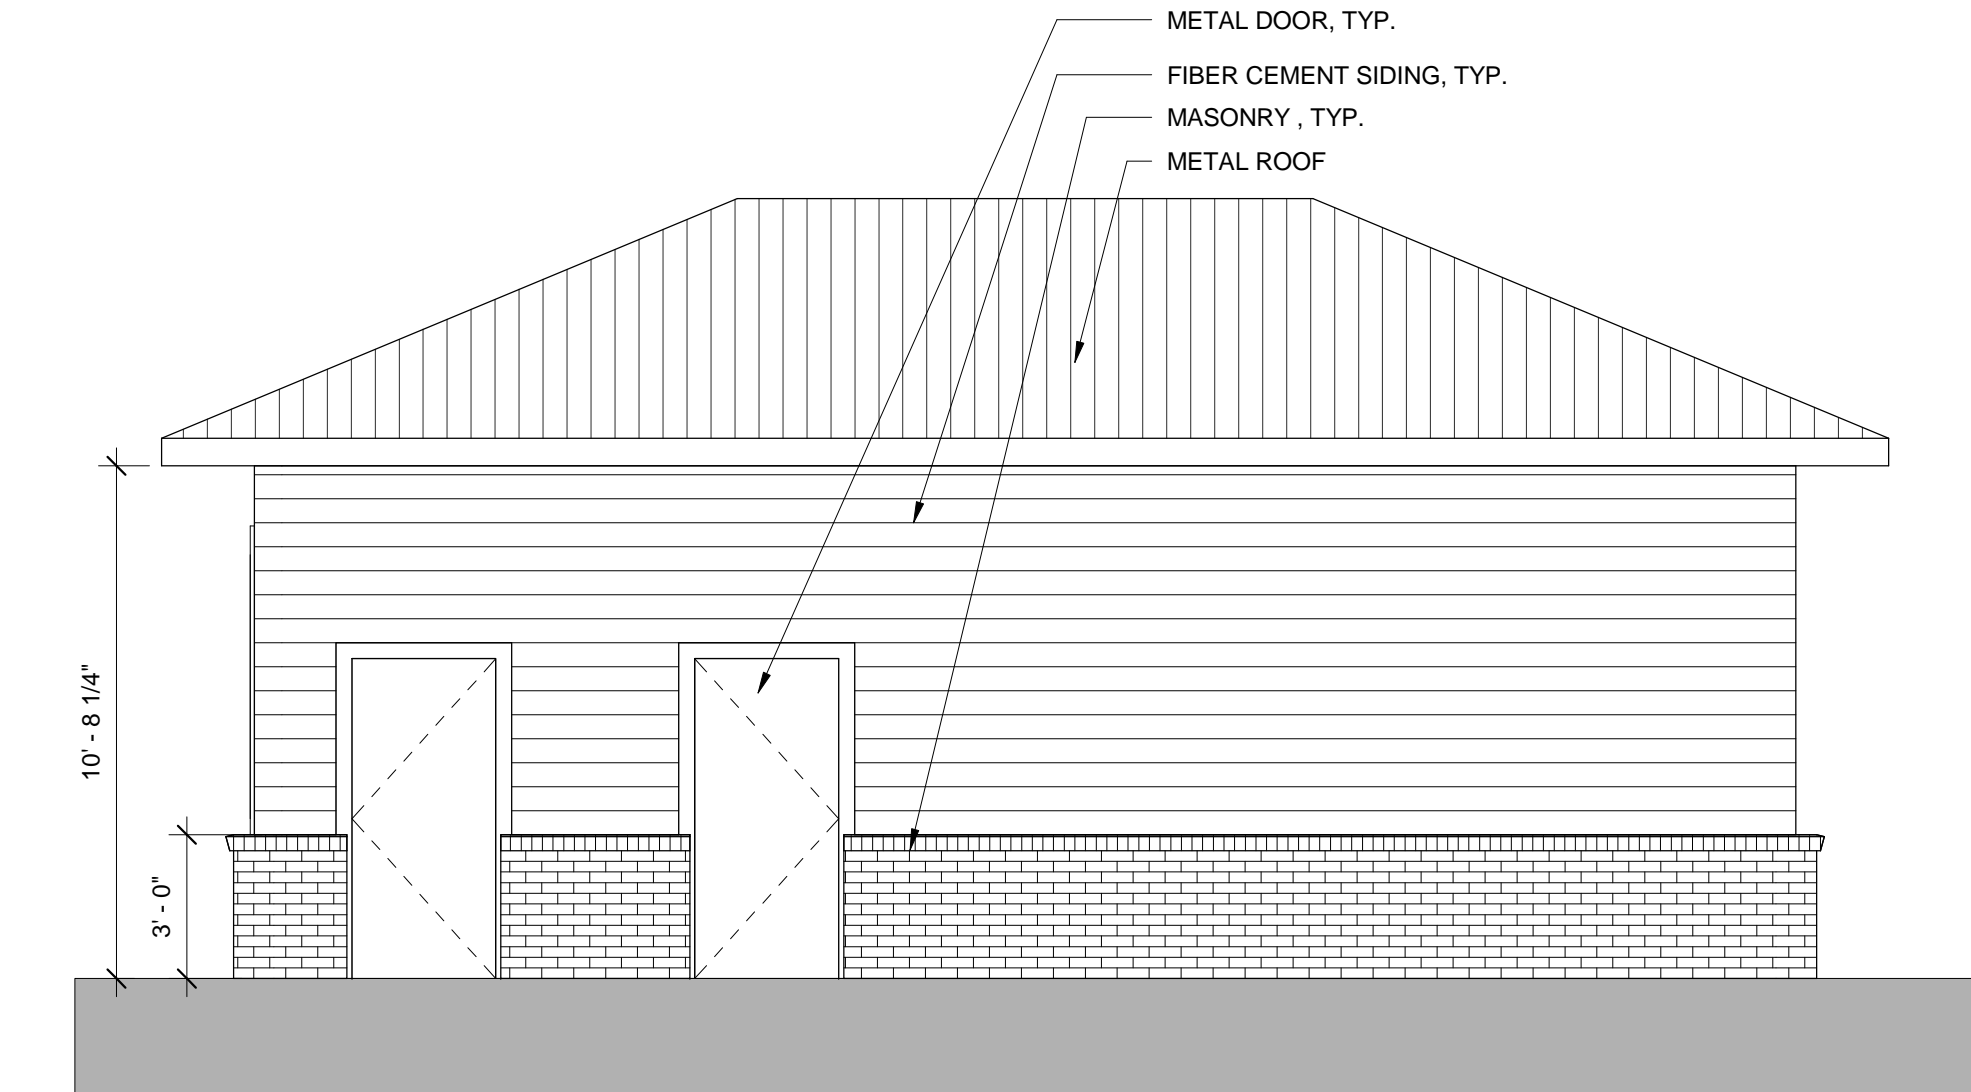 METAL DOOR, TYP.
FIBER CEMENT SIDING, TYP.
MASONRY , TYP.
METAL ROOF
10' - 8 1/4"
3' - 0"